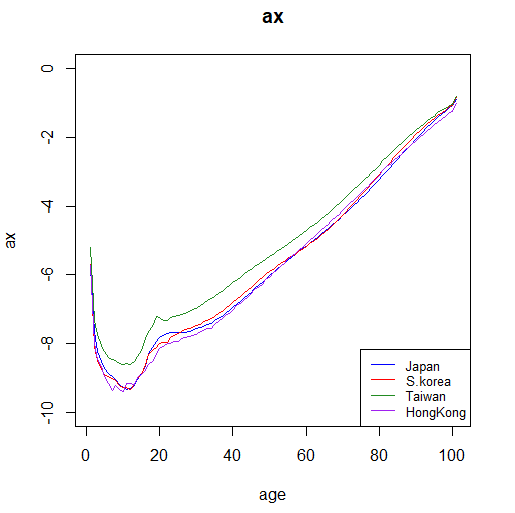 ax
0
-2
-4
-6
-8
-10
ax
0 20 40 60 80 100
age
Japan
S.korea
Taiwan
HongKong